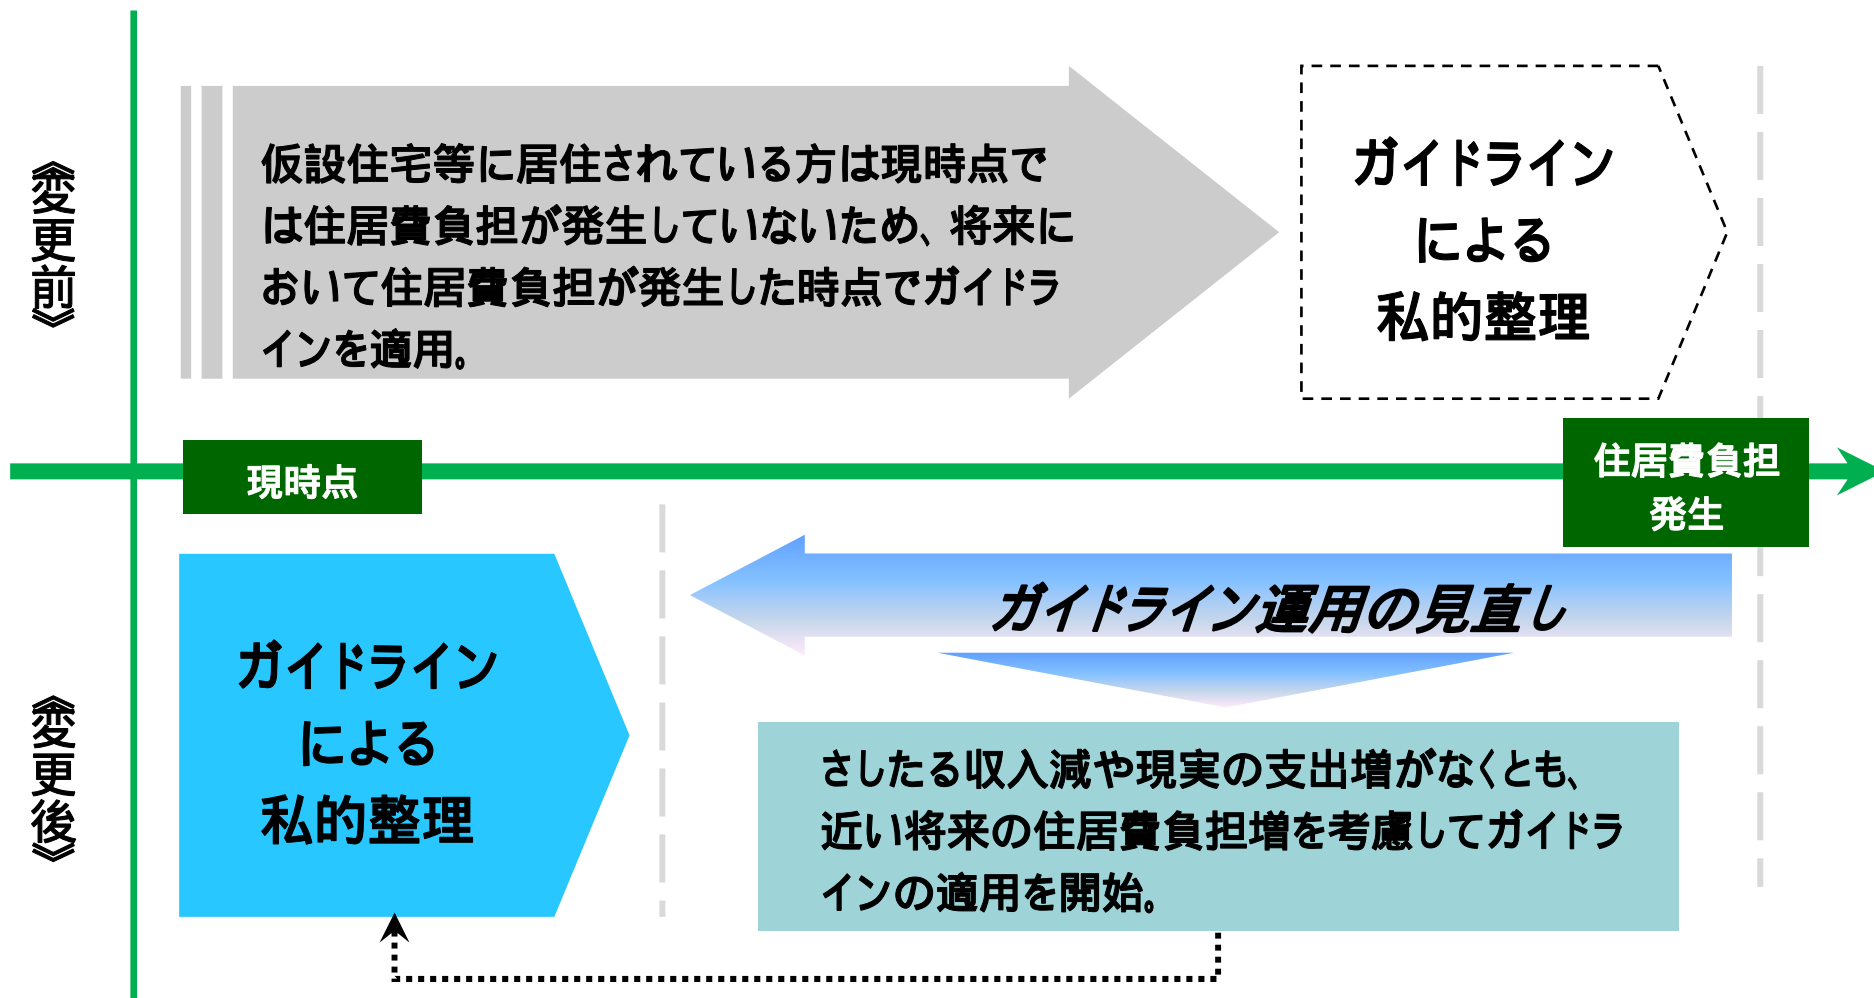 《変更前》
仮設住宅等に居住されている方は現時点で
は住居費負担が発生していないため、将来に
おいて住居費負担が発生した時点でガイドラ
インを適用。
ガイドライン
による
私的整理
現時点
住居費負担
発生
《変更後》
ガイドライン
による
私的整理
ガイドライン運用の見直し
さしたる収入減や現実の支出増がなくとも、
近い将来の住居費負担増を考慮してガイドラ
インの適用を開始。